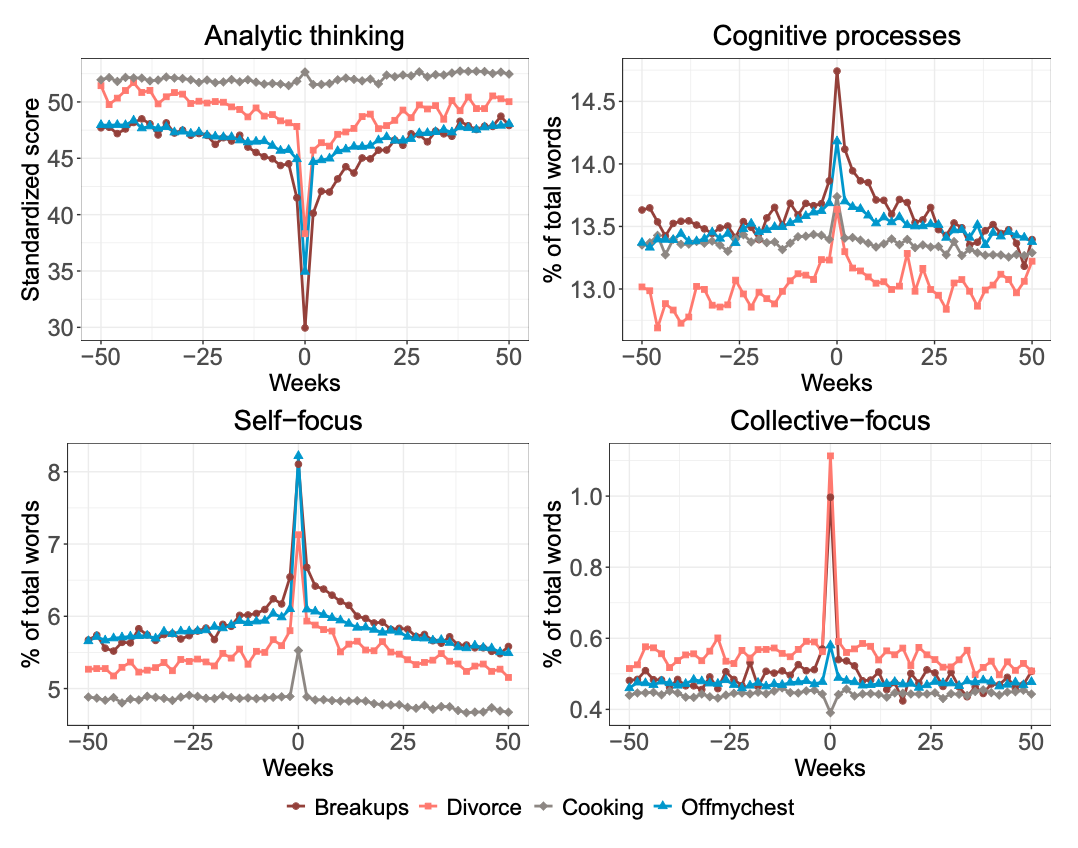 Analytic thinking
Standardized score
50
45
40
35
30
−50
−25
0
25
50
Weeks
Cognitive processes
% of total words
14.5
14.0
13.5
13.0
−50
−25
0
25
50
Weeks
Self−focus
% of total words
8
7
6
5
−50
−25
0
25
50
Weeks
Collective−focus
% of total words
1.0
0.8
0.6
0.4
−50
−25
0
25
50
Weeks
Breakups Divorce Cooking Offmychest